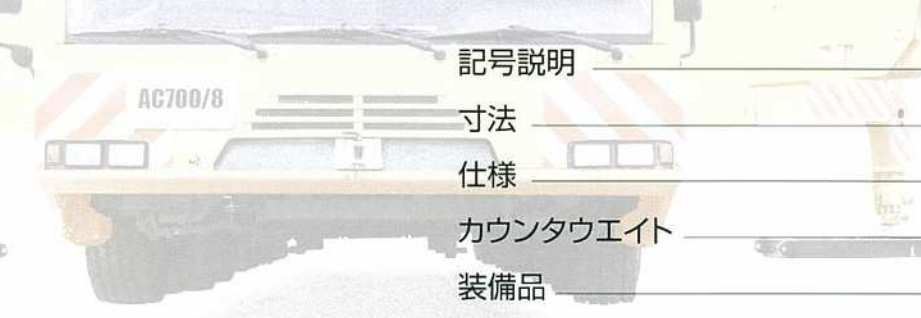 記号説明
AC700/8
寸法
仕様
カウンタウエイト
装備品